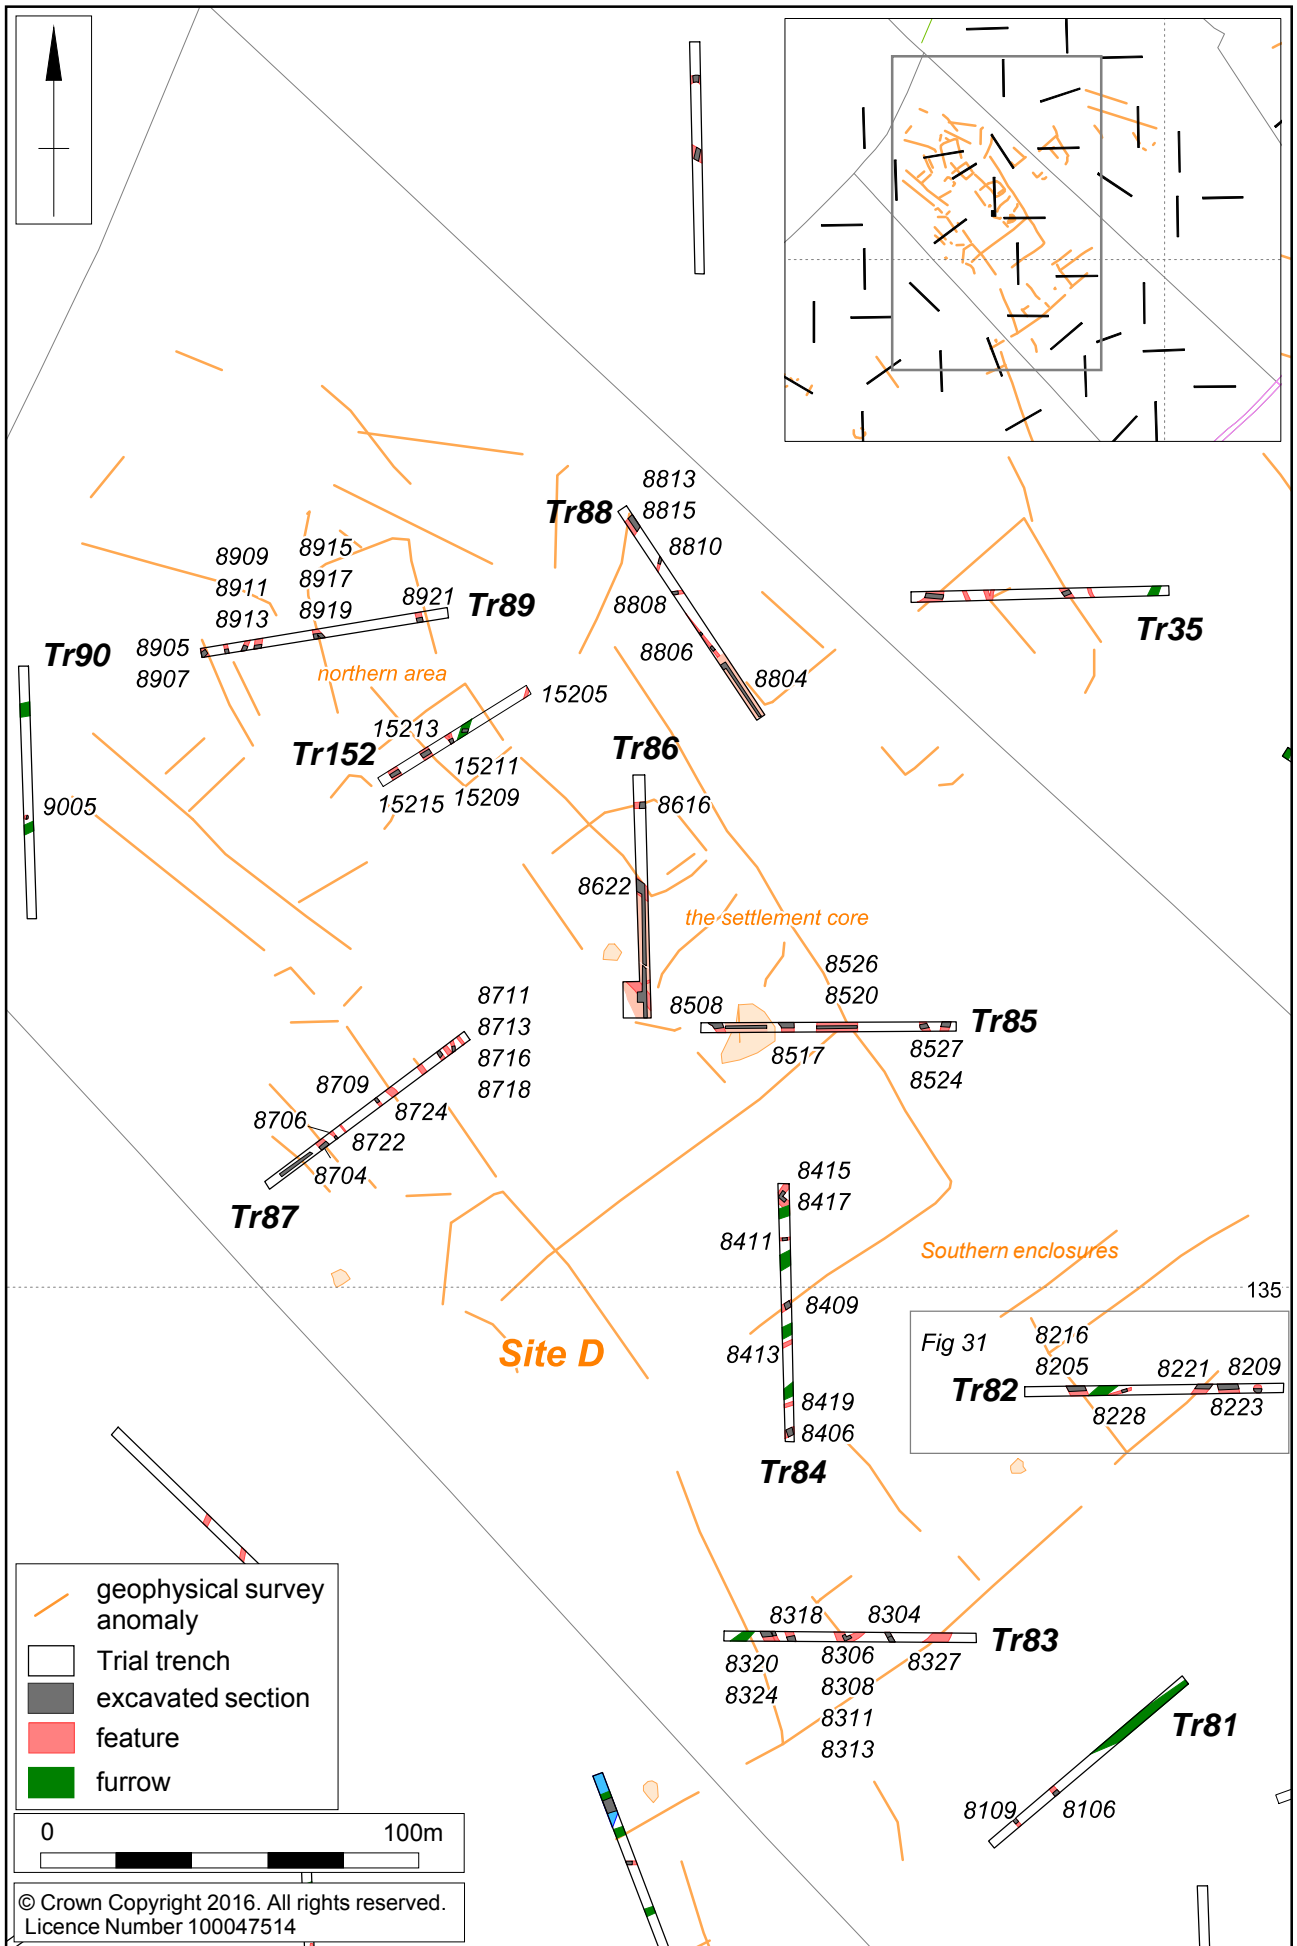 8813
Tr88
8815
8810
8808
8806
8804
8909
8911
8913
8915
8917
8919
8921
Tr89
Tr90
8905
8907
northern area
Tr35
15205
15213
Tr152
15211
15215
15209
9005
Tr86
8616
8622
the settlement core
8526
8520
8508
Tr85
8517
8527
8524
8711
8713
8716
8718
8709
8724
8706
8722
8704
Tr87
8415
8417
8411
8409
8413
8419
8406
Tr84
Southern enclosures
135
Site D
Fig 31
8216
8205
8221
8209
Tr82
8228
8223
8318
8304
Tr83
8320
8324
8306
8308
8311
8313
8327
Tr81
8109
8106
geophysical survey
anomaly
Trial trench
excavated section
feature
furrow
0 100m
© Crown Copyright 2016. All rights reserved.
Licence Number 100047514